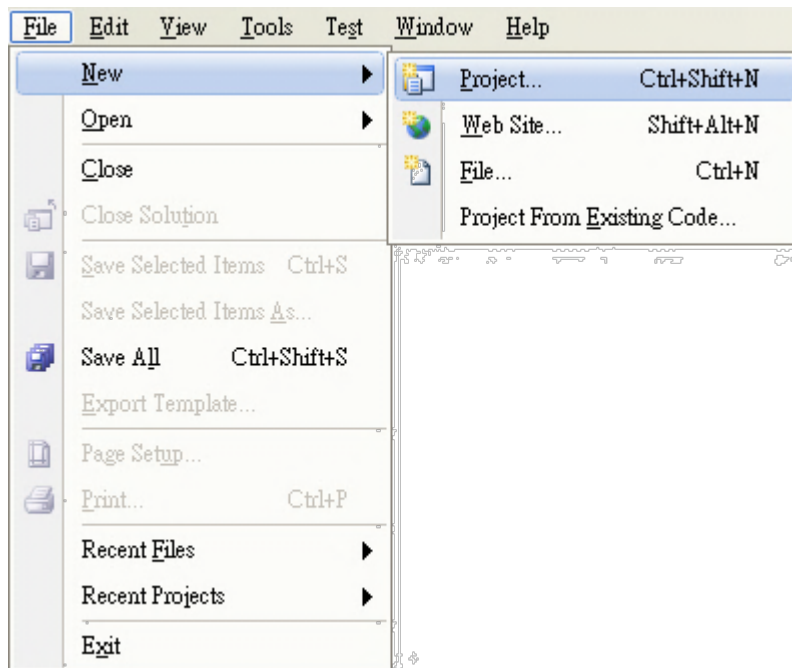 File Edit View Tools Test Window Help
New
Open
Close
Close Solution
Save Selected Items Ctrl+S
Save Selected Items As...
Save All Ctrl+Shift+S
Export Template...
Page Setup...
Print... Ctrl+P
Recent Files
Recent Projects
Exit
Project... Ctrl+Shift+N
Web Site... Shift+Alt+N
File... Ctrl+N
Project From Existing Code...